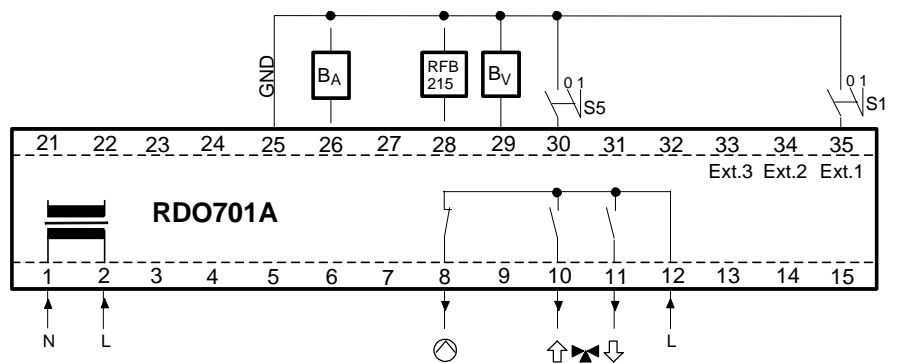 GND
BA
RFB
215
BV
0 1
S5
0 1
S1
21 22 23 24 25 26 27 28 29 30 31 32 33 34 35
Ext.3 Ext.2 Ext.1
RDO701A
1 2 3 4 5 6 7 8 9 10 11 12 13 14 15
N L L